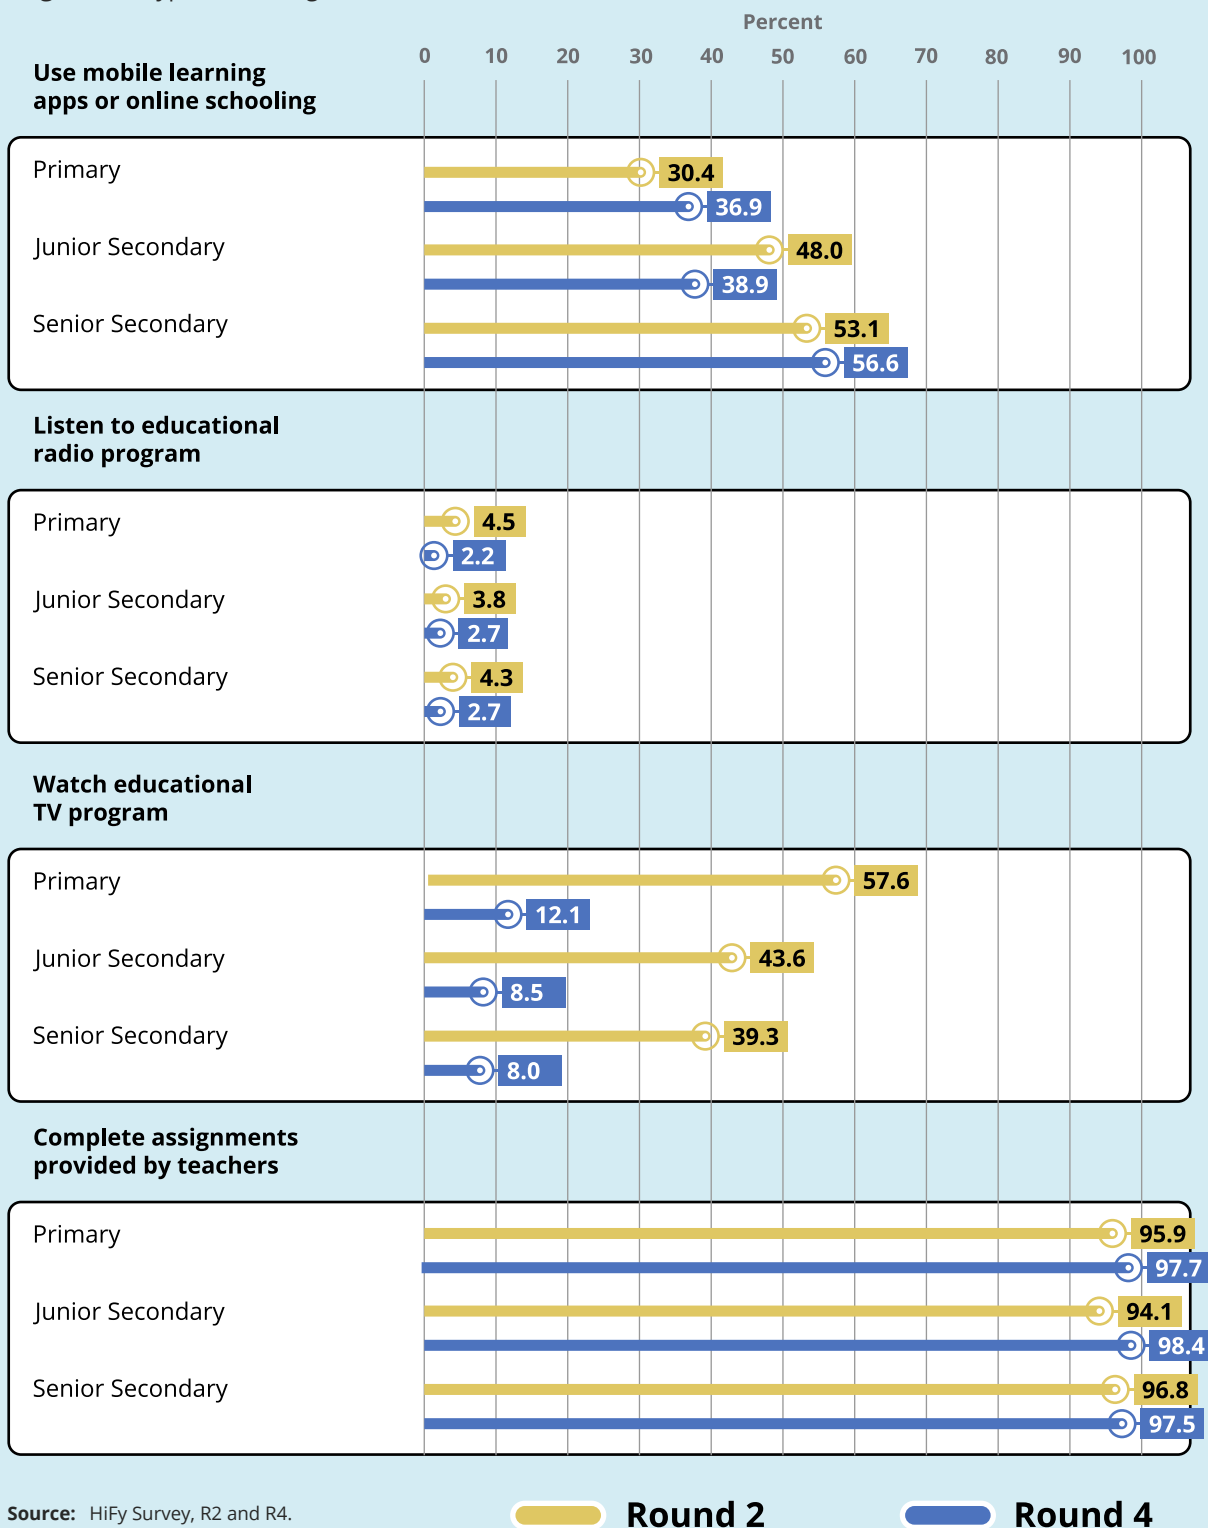 Percent
0 10 20 30 40 50 60 70 80 90 100
Use mobile learning
apps or online schooling
Primary
30.4
36.9
Junior Secondary
48.0
38.9
Senior Secondary
53.1
56.6
Listen to educational
radio program
Primary
4.5
2.2
Junior Secondary
3.8
2.7
Senior Secondary
4.3
2.7
Watch educational
TV program
Primary
57.6
12.1
Junior Secondary
43.6
8.5
Senior Secondary
39.3
8.0
Complete assignments
provided by teachers
Primary
95.9
97.7
Junior Secondary
94.1
98.4
Senior Secondary
96.8
97.5
Source: HiFy Survey, R2 and R4.
Round 2
Round 4